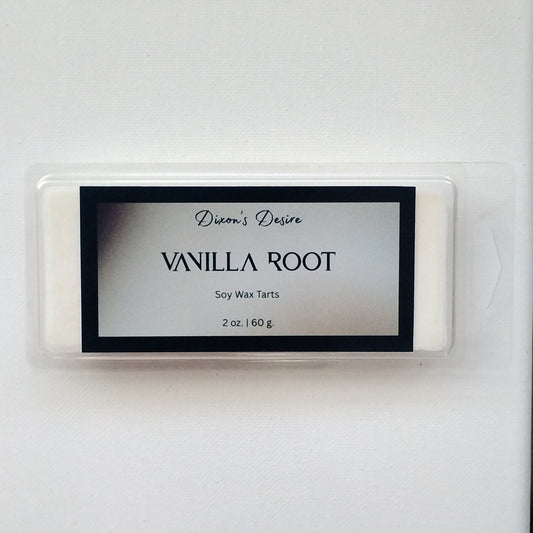 Dixon's Desire
VANILLA ROOT
Soy Wax Tarts
2 oz. | 60 g.